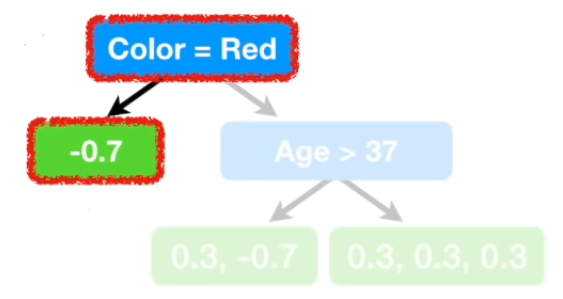 Color = Red
-0.7
Age > 37
0.3, -0.7
0.3, 0.3, 0.3